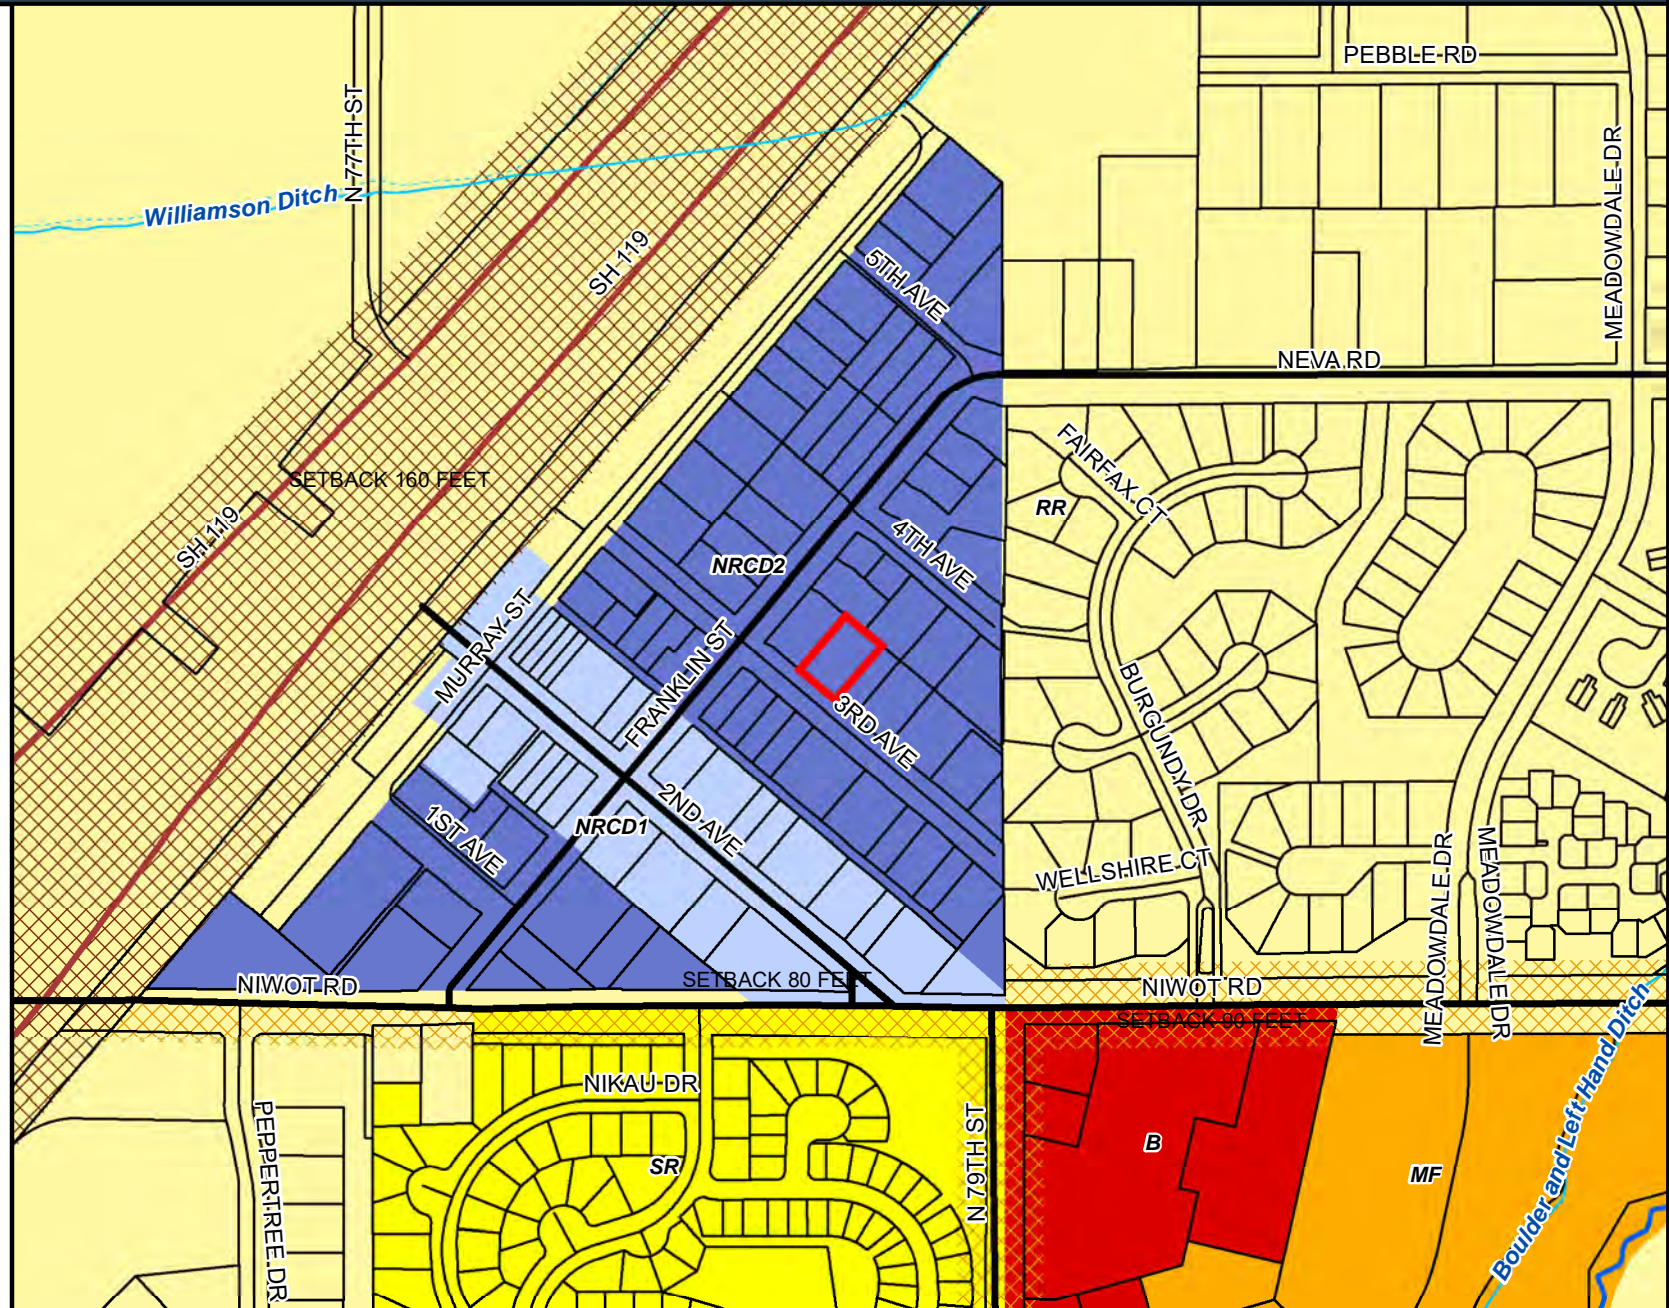 PEBBLE RD
N 77TH ST
MEADOWDALE DR
Williamson Ditch
SH 119
5TH AVE
NEVA RD
FAIRFAX CT
SETBACK 160 FEET
RR
SH 119
4TH AVE
NRCD2
MURRAY ST
FRANKLIN ST
3RD AVE
BURGUNDY DR
2ND AVE
1ST AVE
NRCD1
WELLSHIRE CT
MEADOWDALE DR
MEADOWDALE DR
NIWOT RD
SETBACK 80 FEET
NIWOT RD
SETBACK 90 FEET
Boulder and Left Hand Ditch
NIKAU DR
PEPPERTREE DR
N 79TH ST
B
SR
MF